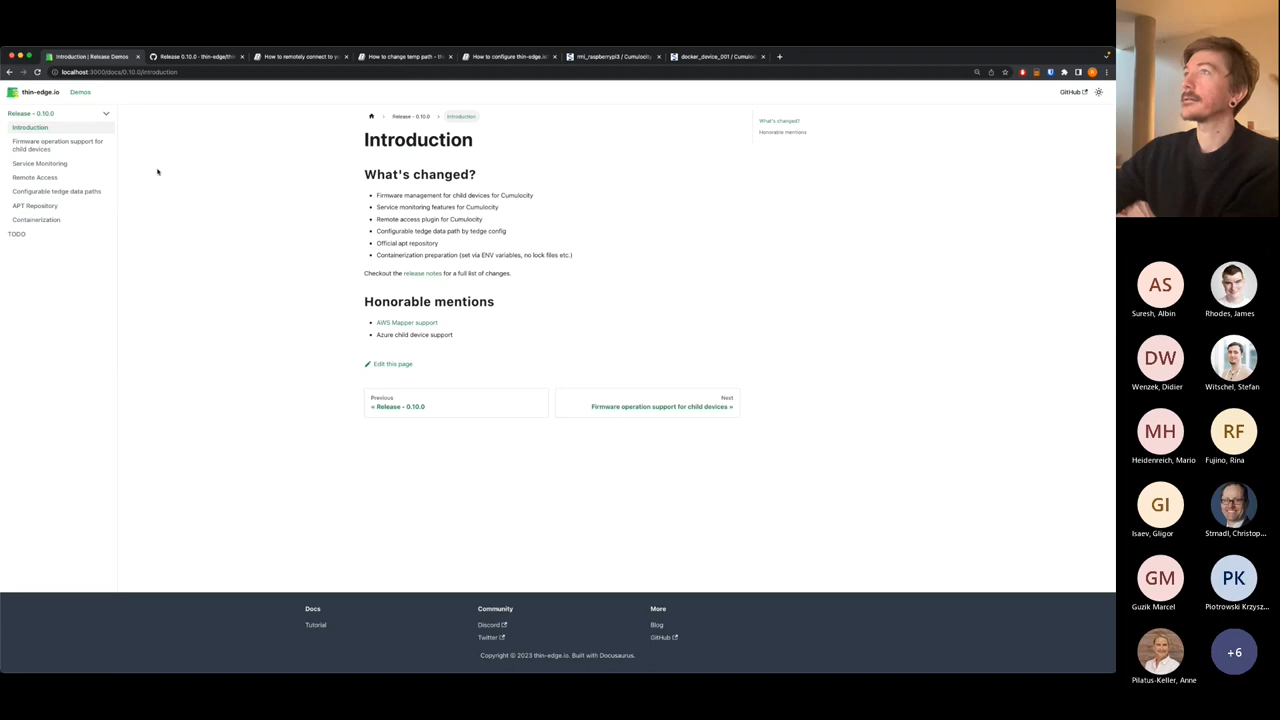 Introduction | Release Demos
Release 0.10.0 - thin-edge/thi
How to remotely connect to yo
How to change temp path - the
How to configure thin-edge.io
rmi_raspberrypi3 / Cumulocity
docker_device_001 / Cumuloci
localhost:3000/docs/0.10.0/introduction
thin-edge.io
Demos
GitHub
Release - 0.10.0
Introduction
Firmware operation support for
child devices
Service Monitoring
Remote Access
Configurable tedge data paths
APT Repository
Containerization
TODO
Release - 0.10.0
Introduction
Introduction
What's changed?
Firmware management for child devices for Cumulocity
Service monitoring features for Cumulocity
Remote access plugin for Cumulocity
Configurable tedge data path by tedge config
Official apt repository
Containerization preparation (set via ENV variables, no lock files etc.)
Checkout the release notes for a full list of changes.
Honorable mentions
AWS Mapper support
Azure child device support
Edit this page
Previous
« Release - 0.10.0
Next
Firmware operation support for child devices »
What's changed?
Honorable mentions
Docs
Tutorial
Community
Discord
Twitter
More
Blog
GitHub
Copyright © 2023 thin-edge.io. Built with Docusaurus.
AS
Suresh, Albin
Rhodes, James
DW
Wenzek, Didier
Witschel, Stefan
MH
Heidenreich, Mario
RF
Fujino, Rina
GI
Isaev, Gligor
Strnadl, Christop...
GM
Guzik Marcel
PK
Piotrowski Krzysz...
Pilatus-Keller, Anne
+6